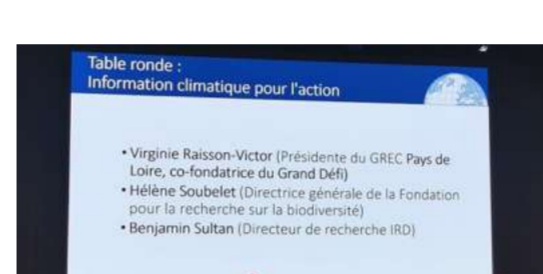 Table ronde :
Information climatique pour l'action
• Virginie Raisson-Victor (Présidente du GREC Pays de
Loire, co-fondatrice du Grand Défi)
• Hélène Soubelet (Directrice générale de la Fondation
pour la recherche sur la biodiversité)
• Benjamin Sultan (Directeur de recherche IRD)